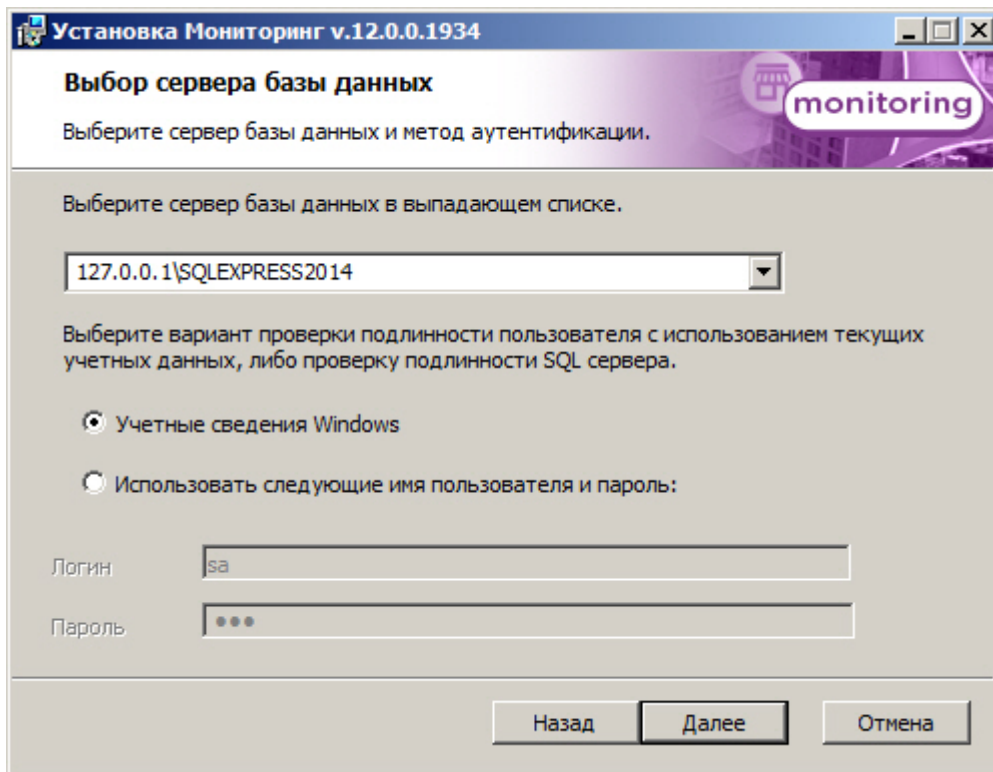 Установка Мониторинг v.12.0.0.1934
Выбор сервера базы данных
Выберите сервер базы данных и метод аутентификации.
monitoring
Выберите сервер базы данных в выпадающем списке.
127.0.0.1\SQLEXPRESS2014
Выберите вариант проверки подлинности пользователя с использованием текущих
учетных данных, либо проверку подлинности SQL сервера.
Учетные сведения Windows
Использовать следующие имя пользователя и пароль:
Логин
sa
Пароль
•••
Назад
Далее
Отмена